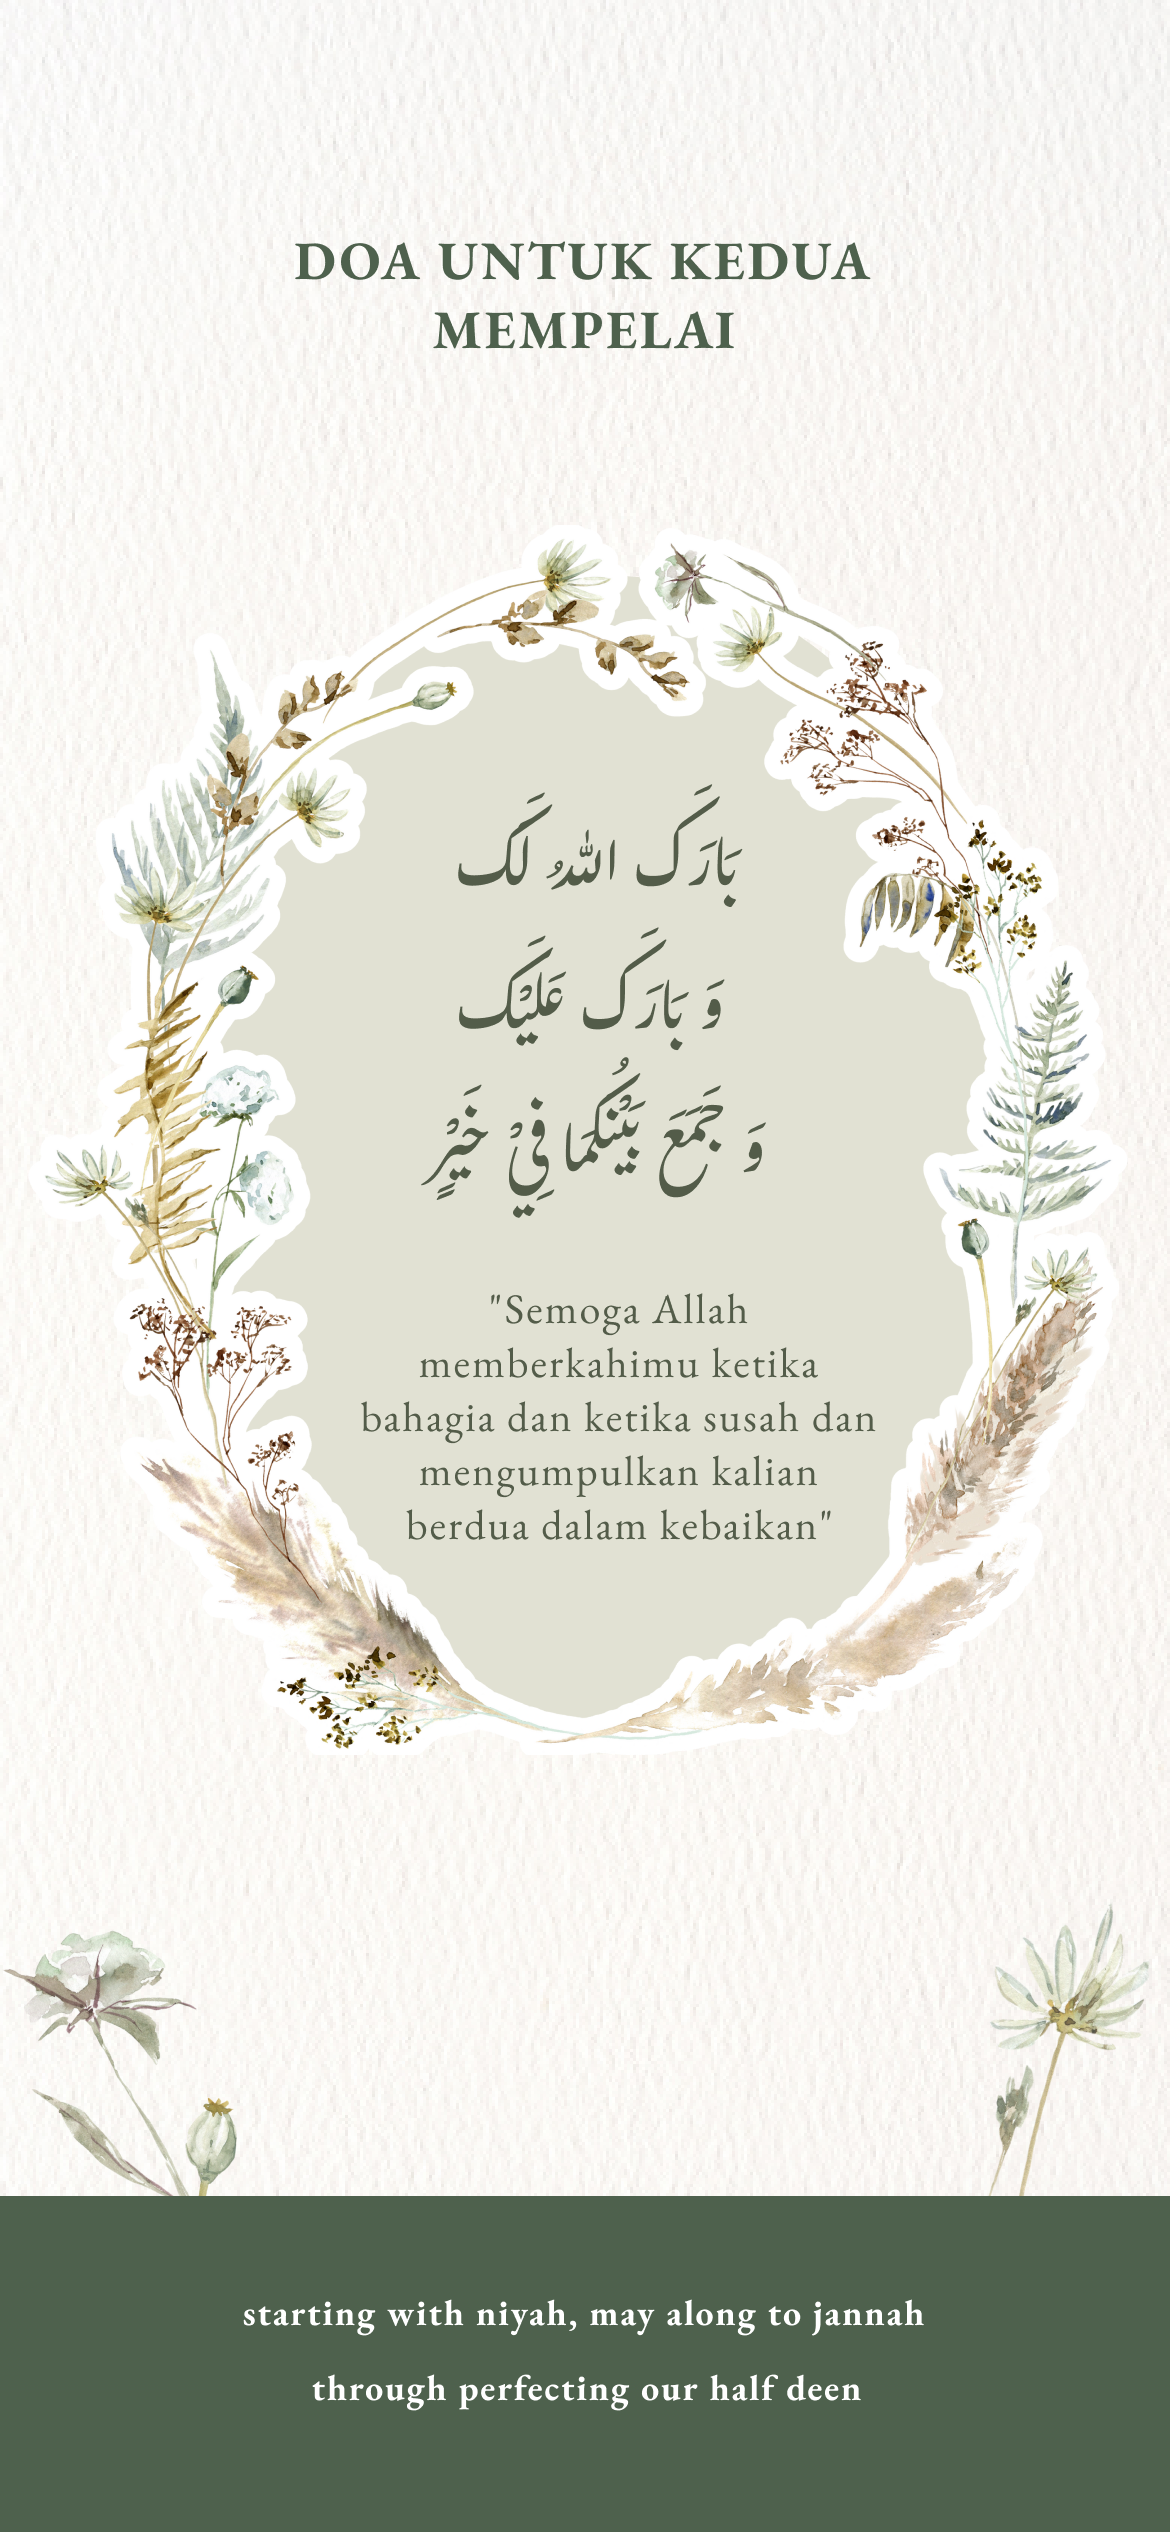 DOA UNTUK KEDUA
MEMPELAI
بَارَكَ اللهُ لَكَ
وَ بَارَكَ عَلَيْكَ
وَ جَمَعَ بَيْنَكُمَا فِيْ خَيْرٍ
"Semoga Allah
memberkahimu ketika
bahagia dan ketika susah dan
mengumpulkan kalian
berdua dalam kebaikan"
starting with niyah, may along to jannah
through perfecting our half deen